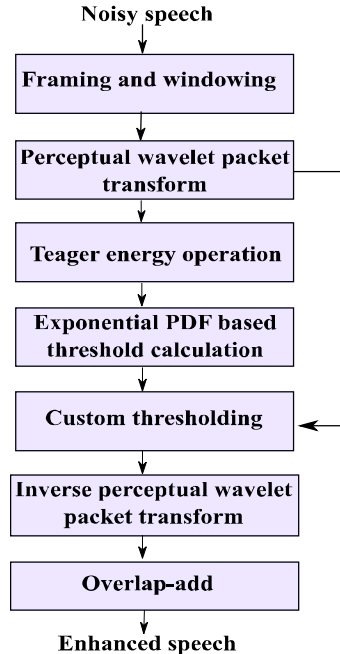 Noisy speech
Framing and windowing
Perceptual wavelet packet
transform
Teager energy operation
Exponential PDF based
threshold calculation
Custom thresholding
Inverse perceptual wavelet
packet transform
Overlap-add
Enhanced speech